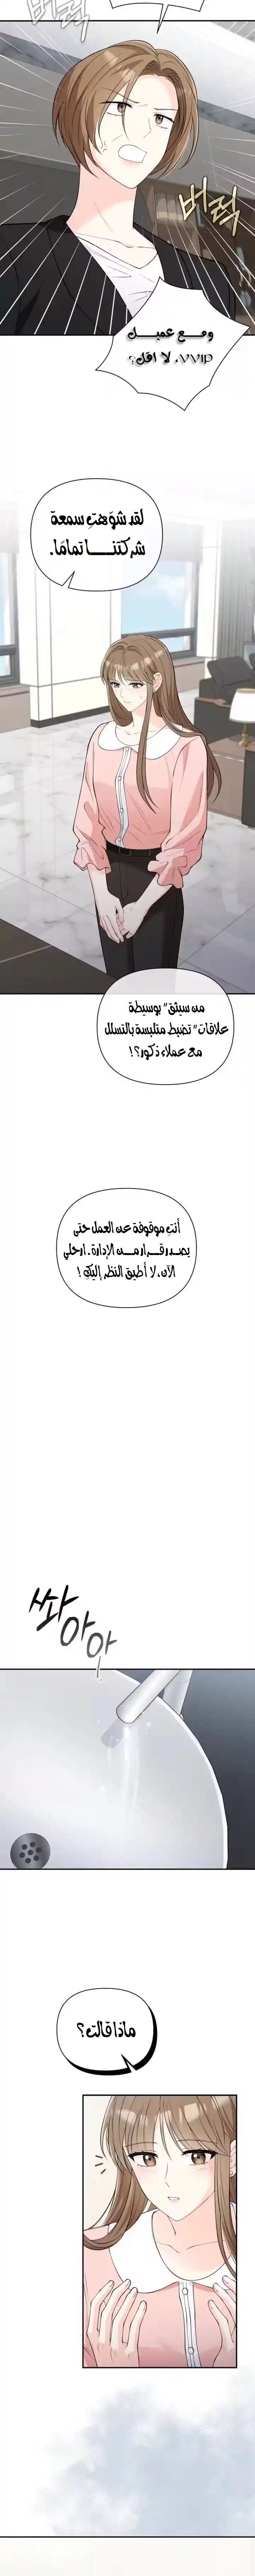 버럭
버럭
ومع عميل
vvip، لا أقل؟
لقد شوّهتِ سمعة
شركتنا تمامًا.
من سيثق "بوسيطة
علاقات" تضبط متلبسة بالتسلل
مع عملاء ذكور؟!
أنتِ موقوفة عن العمل حتى
يصدر قرار من الإدارة. ارحلي
الآن، لا أطيق النظر إليكِ!
쏴아아
ماذا قالت؟